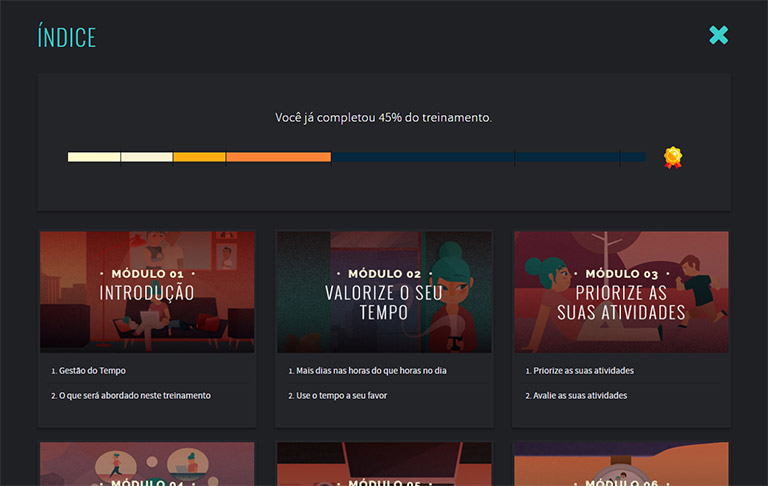 ÍNDICE
Você já completou 45% do treinamento.
• MÓDULO 01 •
INTRODUÇÃO
1. Gestão do Tempo
2. O que será abordado neste treinamento
• MÓDULO 02 •
VALORIZE O SEU
TEMPO
1. Mais dias nas horas do que horas no dia
2. Use o tempo a seu favor
• MÓDULO 03 •
PRIORIZE AS
SUAS ATIVIDADES
1. Priorize as suas atividades
2. Avalie as suas atividades
• MÓDULO 04 •
• MÓDULO 05 •
• MÓDULO 06 •